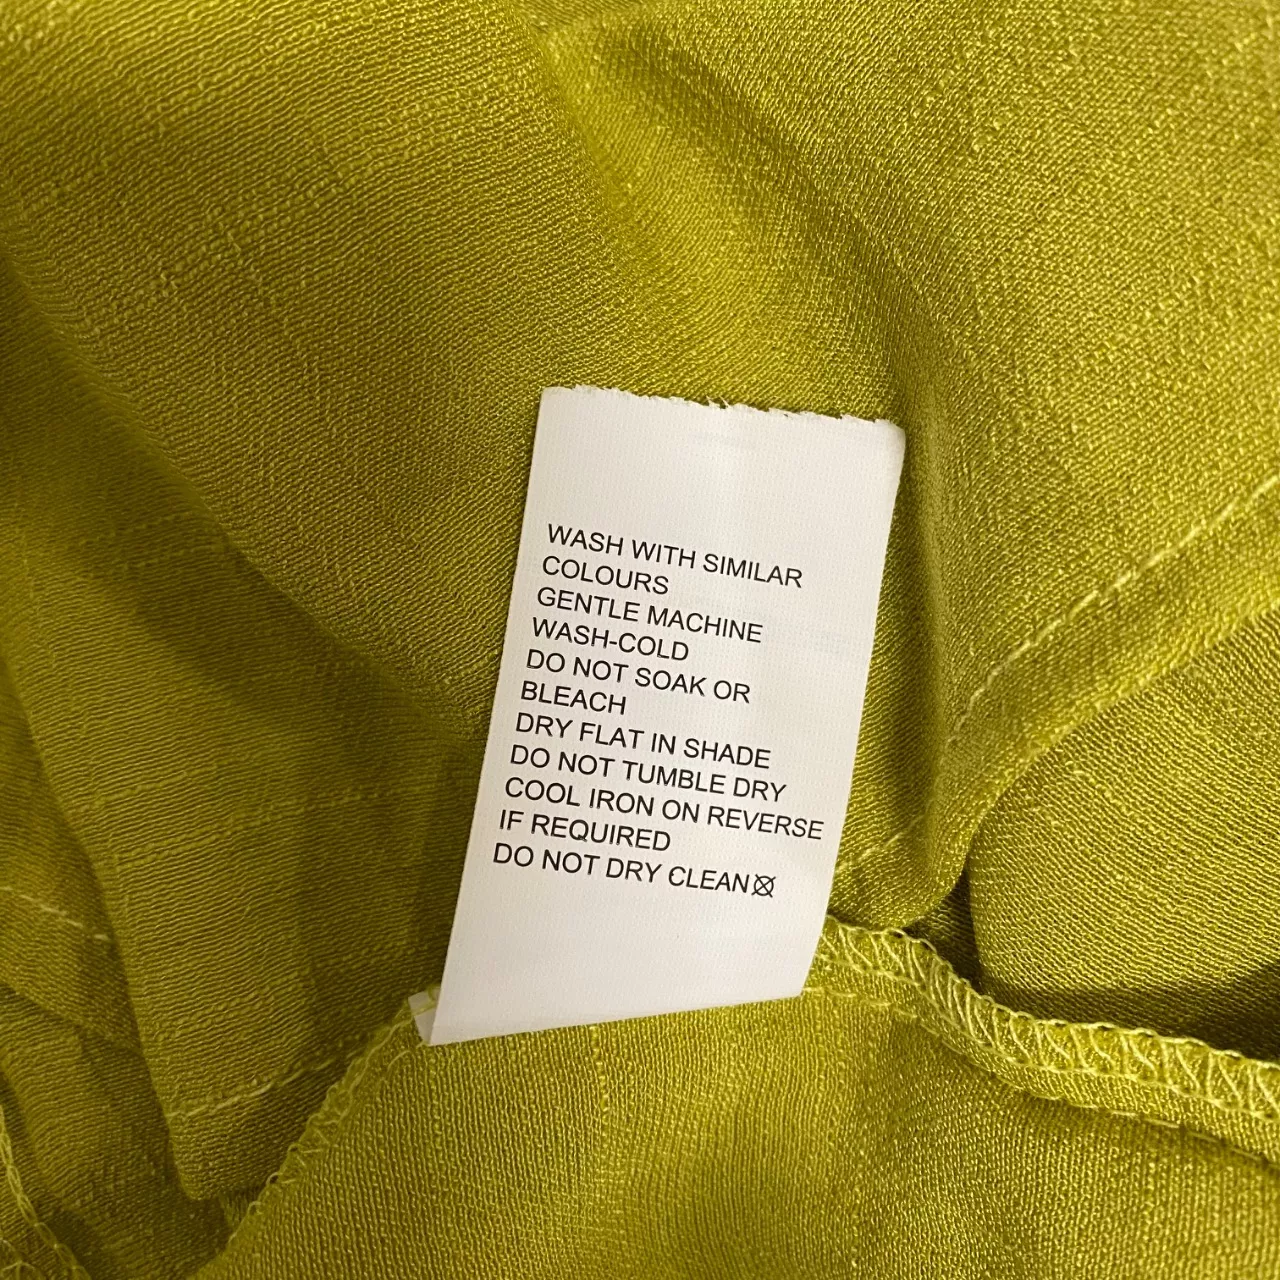 WASH WITH SIMILAR
COLOURS
GENTLE MACHINE
WASH-COLD
DO NOT SOAK OR
BLEACH
DRY FLAT IN SHADE
DO NOT TUMBLE DRY
COOL IRON ON REVERSE
IF REQUIRED
DO NOT DRY CLEAN